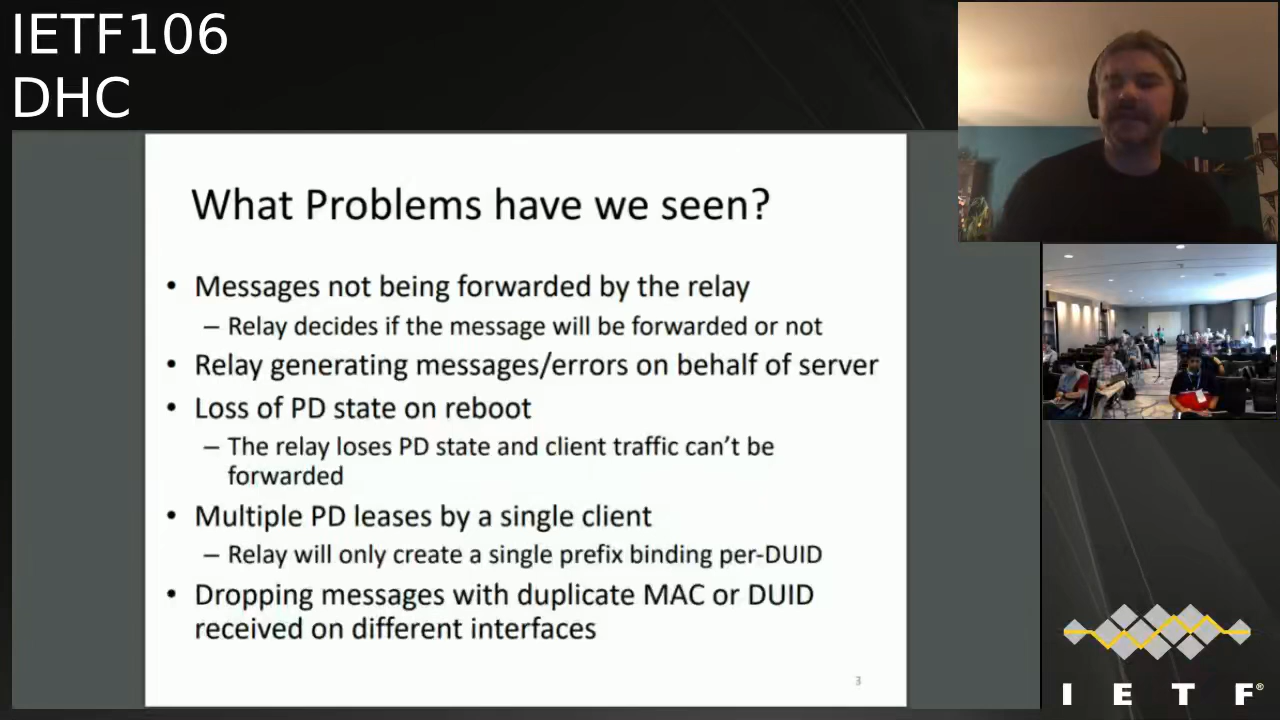 IETF106
DHC
What Problems have we seen?
• Messages not being forwarded by the relay
– Relay decides if the message will be forwarded or not
• Relay generating messages/errors on behalf of server
• Loss of PD state on reboot
– The relay loses PD state and client traffic can’t be
forwarded
• Multiple PD leases by a single client
– Relay will only create a single prefix binding per-DUID
• Dropping messages with duplicate MAC or DUID
received on different interfaces
3
I E T F®